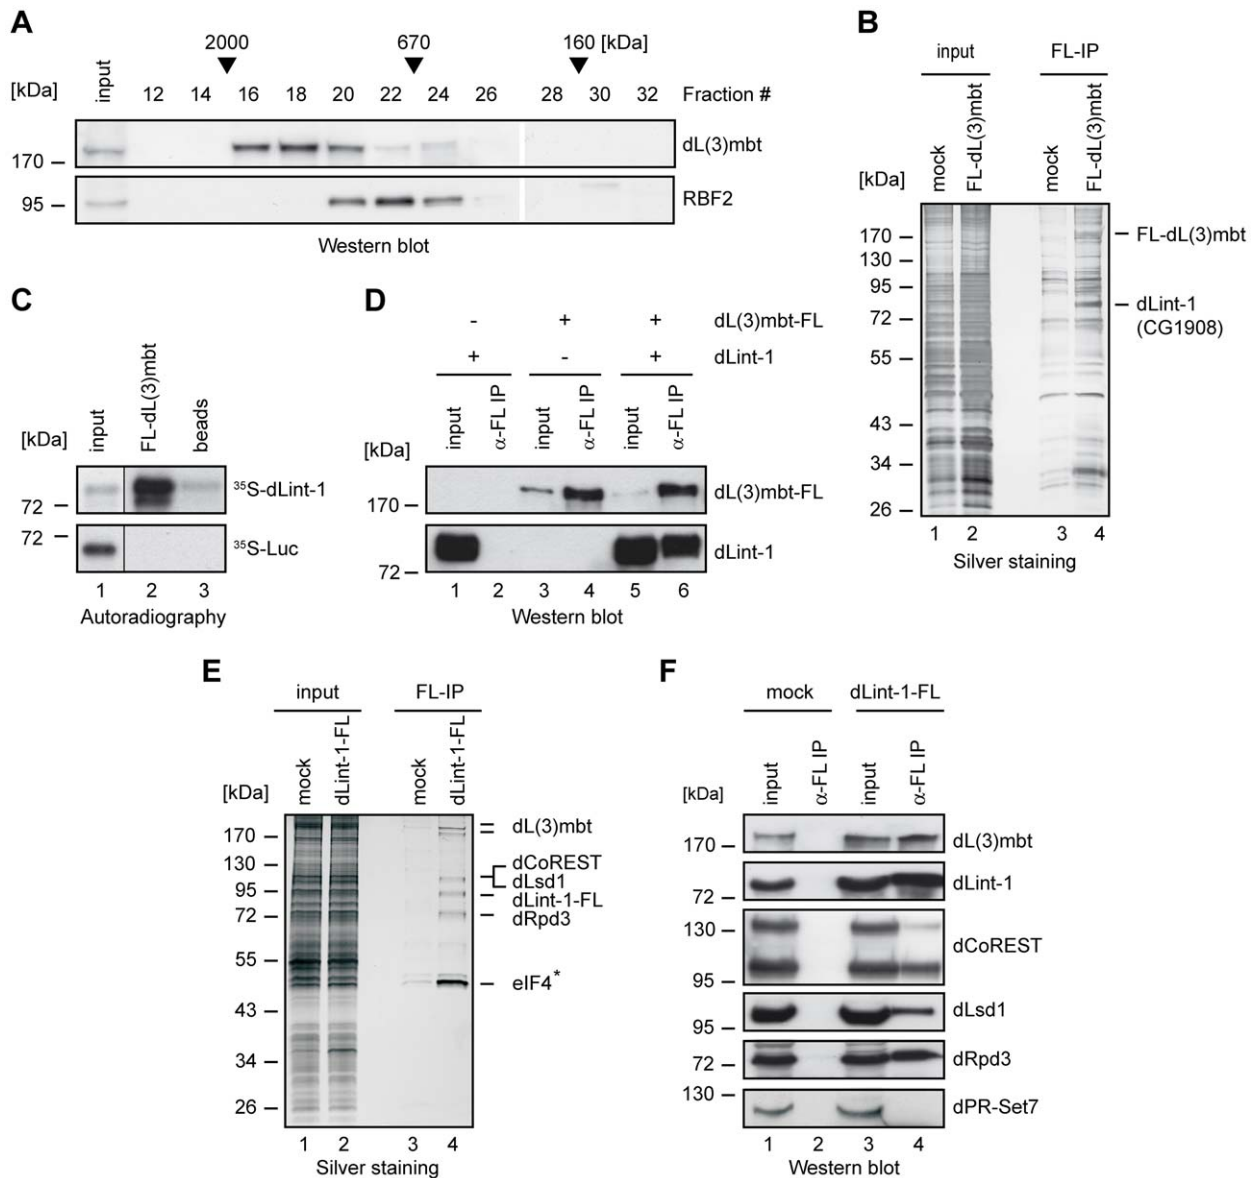 A
2000 670 160 [kDa]
[kDa] input 12 14 16 18 20 22 24 26 28 30 32 Fraction #
170 dL(3)mbt
95 RBF2
Western blot
B
input FL-IP
[kDa] mock FL-dL(3)mbt mock FL-dL(3)mbt
170 FL-dL(3)mbt
130
95 dLint-1
(CG1908)
72
55
43
34
26
1 2 3 4
Silver staining
C
[kDa] input FL-dL(3)mbt beads
72 ³⁵S-dLint-1
72 ³⁵S-Luc
1 2 3
Autoradiography
D
- + + dL(3)mbt-FL
+ - + dLint-1
[kDa] input α-FL IP input α-FL IP input α-FL IP
170 dL(3)mbt-FL
72 dLint-1
1 2 3 4 5 6
Western blot
E
input FL-IP
[kDa] mock dLint-1-FL mock dLint-1-FL
170 dL(3)mbt
130 dCoREST
dLsd1
95 dLint-1-FL
72 dRpd3
55
eIF4*
43
34
26
1 2 3 4
Silver staining
F
mock dLint-1-FL
[kDa] input α-FL IP input α-FL IP
170 dL(3)mbt
72 dLint-1
130 dCoREST
95
95 dLsd1
72 dRpd3
130 dPR-Set7
1 2 3 4
Western blot